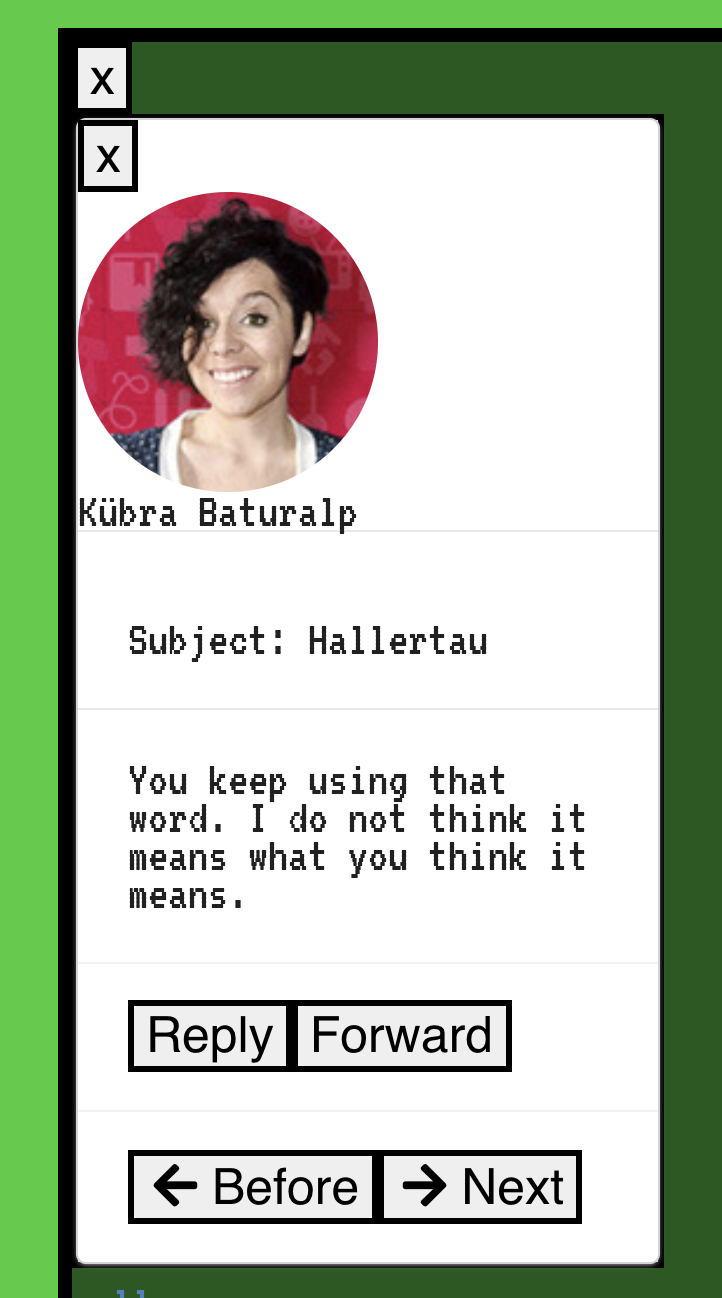 x
x
Kübra Baturalp
Subject: Hallertau
You keep using that
word. I do not think it
means what you think it
means.
Reply Forward
← Before → Next